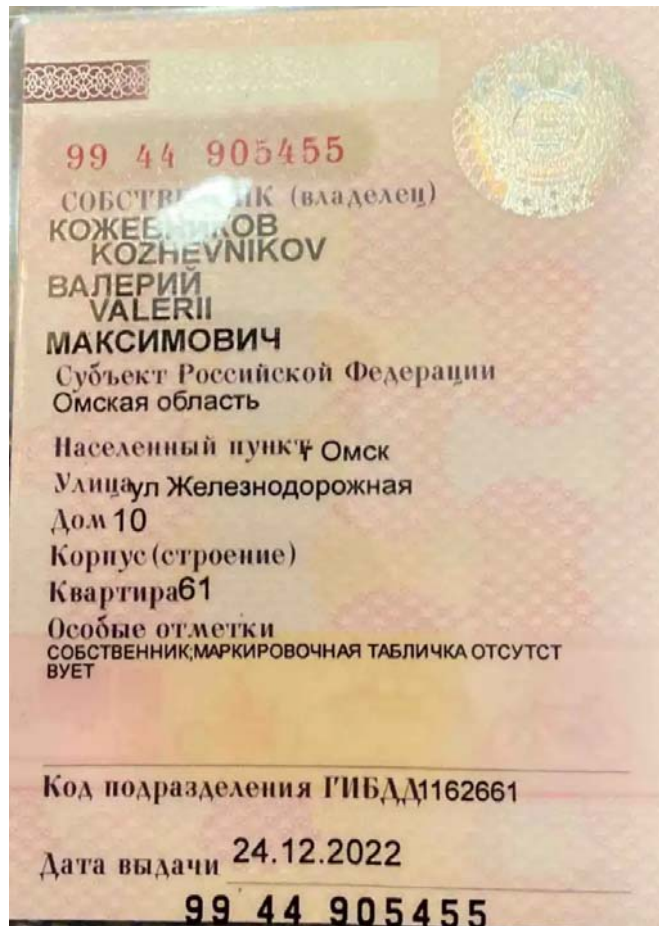 99 44 905455
(владелец)
KOZHEVNIKOV
ВАЛЕРИЙ
VALERII
МАКСИМОВИЧ
Субъект Российской Федерации
Омская область
Населенный пункт г Омск
Улица ул Железнодорожная
Дом 10
Корпус (строение)
Квартира 61
Особые отметки
СОБСТВЕННИК;МАРКИРОВОЧНАЯ ТАБЛИЧКА ОТСУТСТ
ВУЕТ
Код подразделения ГИБДД 1162661
Дата выдачи 24.12.2022
99 44 905455